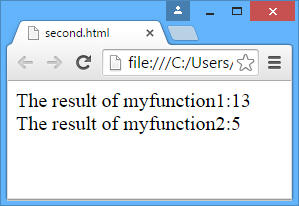 second.html
file:///C:/Users/
The result of myfunction1:13
The result of myfunction2:5